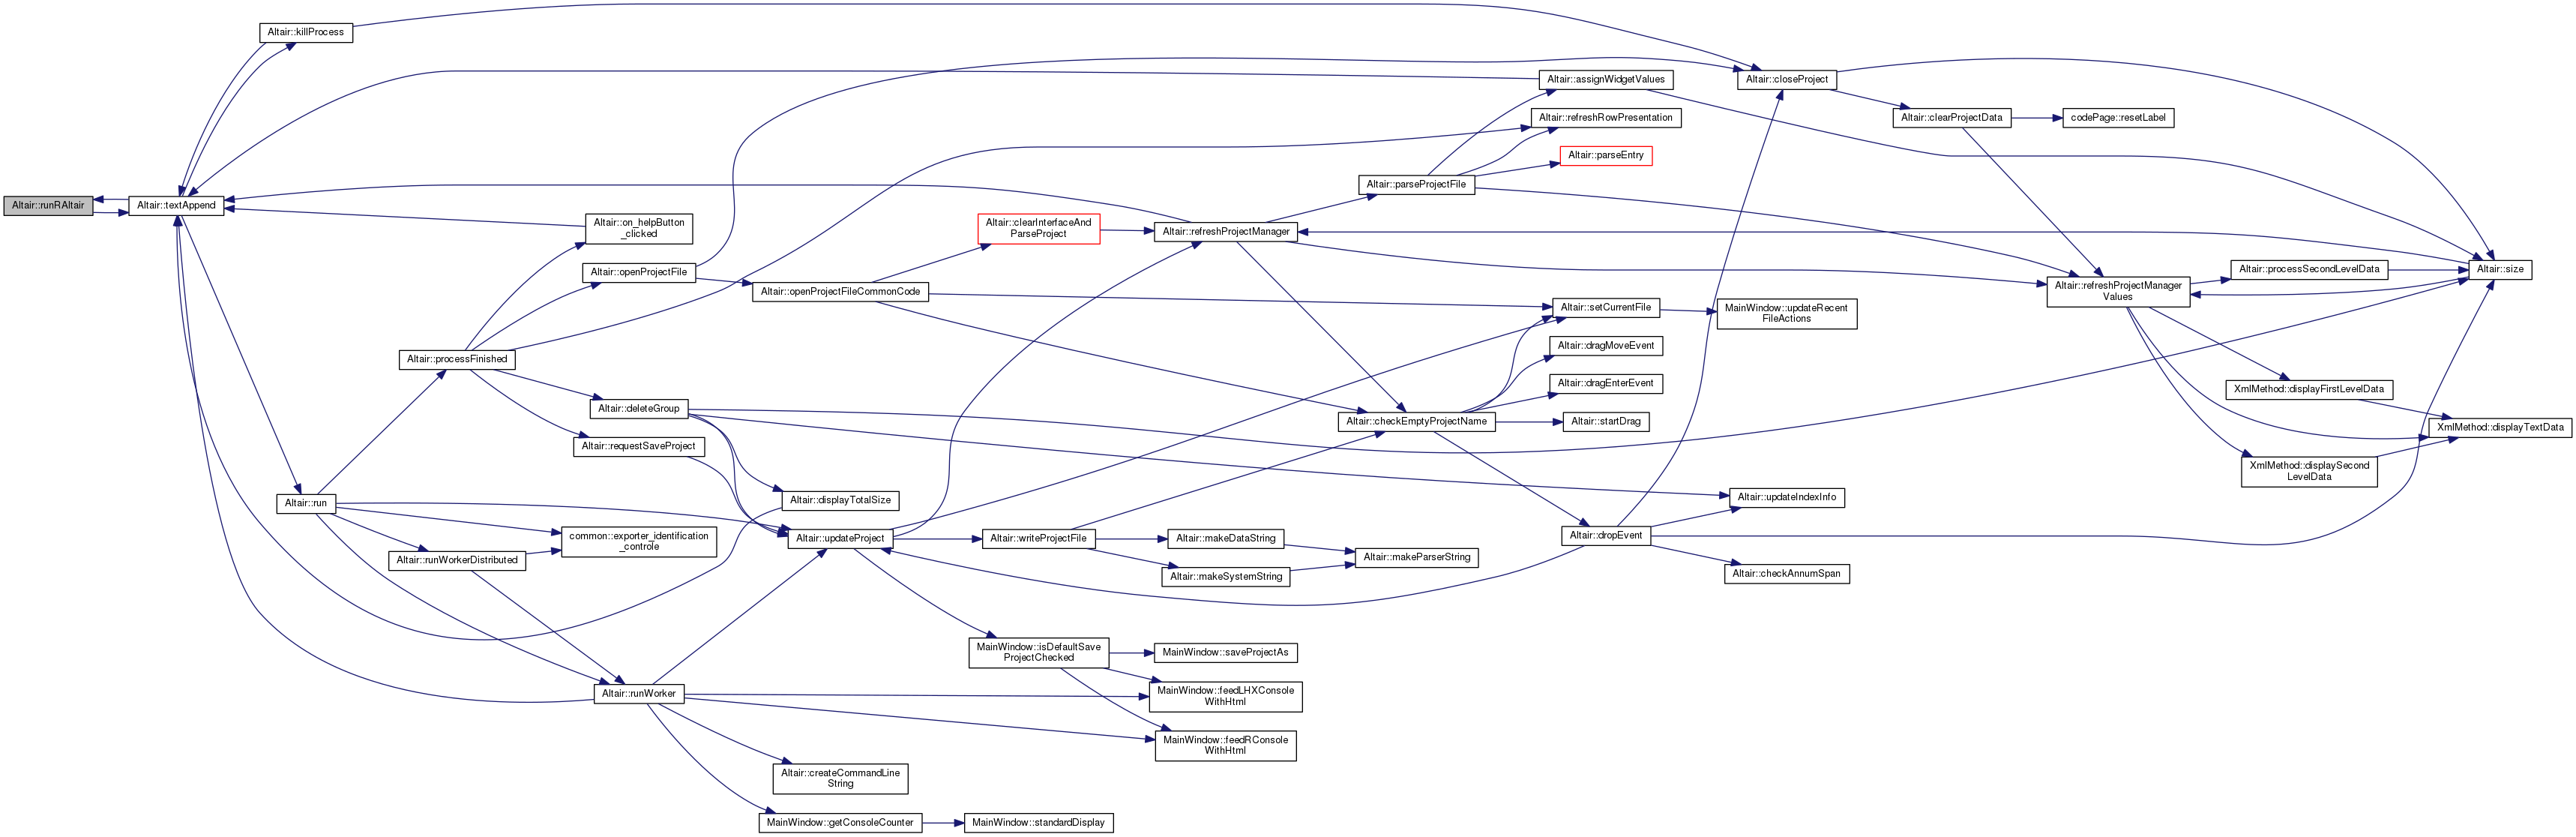 Altair::runRAltair
Altair::textAppend
Altair::killProcess
Altair::run
Altair::processFinished
Altair::runWorkerDistributed
Altair::on_helpButton
_clicked
Altair::openProjectFile
Altair::deleteGroup
Altair::requestSaveProject
common::exporter_identification
_controle
Altair::runWorker
Altair::openProjectFileCommonCode
Altair::displayTotalSize
Altair::updateProject
Altair::createCommandLine
String
MainWindow::getConsoleCounter
Altair::clearInterfaceAnd
ParseProject
Altair::writeProjectFile
MainWindow::isDefaultSave
ProjectChecked
MainWindow::standardDisplay
Altair::refreshProjectManager
Altair::makeDataString
Altair::makeSystemString
MainWindow::saveProjectAs
MainWindow::feedLHXConsole
WithHtml
MainWindow::feedRConsole
WithHtml
Altair::parseProjectFile
Altair::checkEmptyProjectName
Altair::makeParserString
Altair::assignWidgetValues
Altair::refreshRowPresentation
Altair::parseEntry
Altair::setCurrentFile
Altair::dragMoveEvent
Altair::dragEnterEvent
Altair::startDrag
Altair::dropEvent
Altair::closeProject
MainWindow::updateRecent
FileActions
Altair::updateIndexInfo
Altair::checkAnnumSpan
Altair::clearProjectData
codePage::resetLabel
Altair::refreshProjectManager
Values
Altair::processSecondLevelData
XmlMethod::displayFirstLevelData
XmlMethod::displaySecond
LevelData
Altair::size
XmlMethod::displayTextData